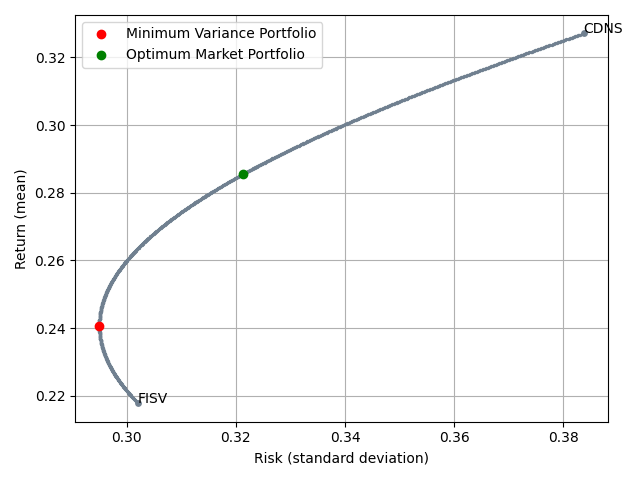 Minimum Variance Portfolio
Optimum Market Portfolio
CDNS
FISV
Return (mean)
0.32
0.30
0.28
0.26
0.24
0.22
0.30 0.32 0.34 0.36 0.38
Risk (standard deviation)